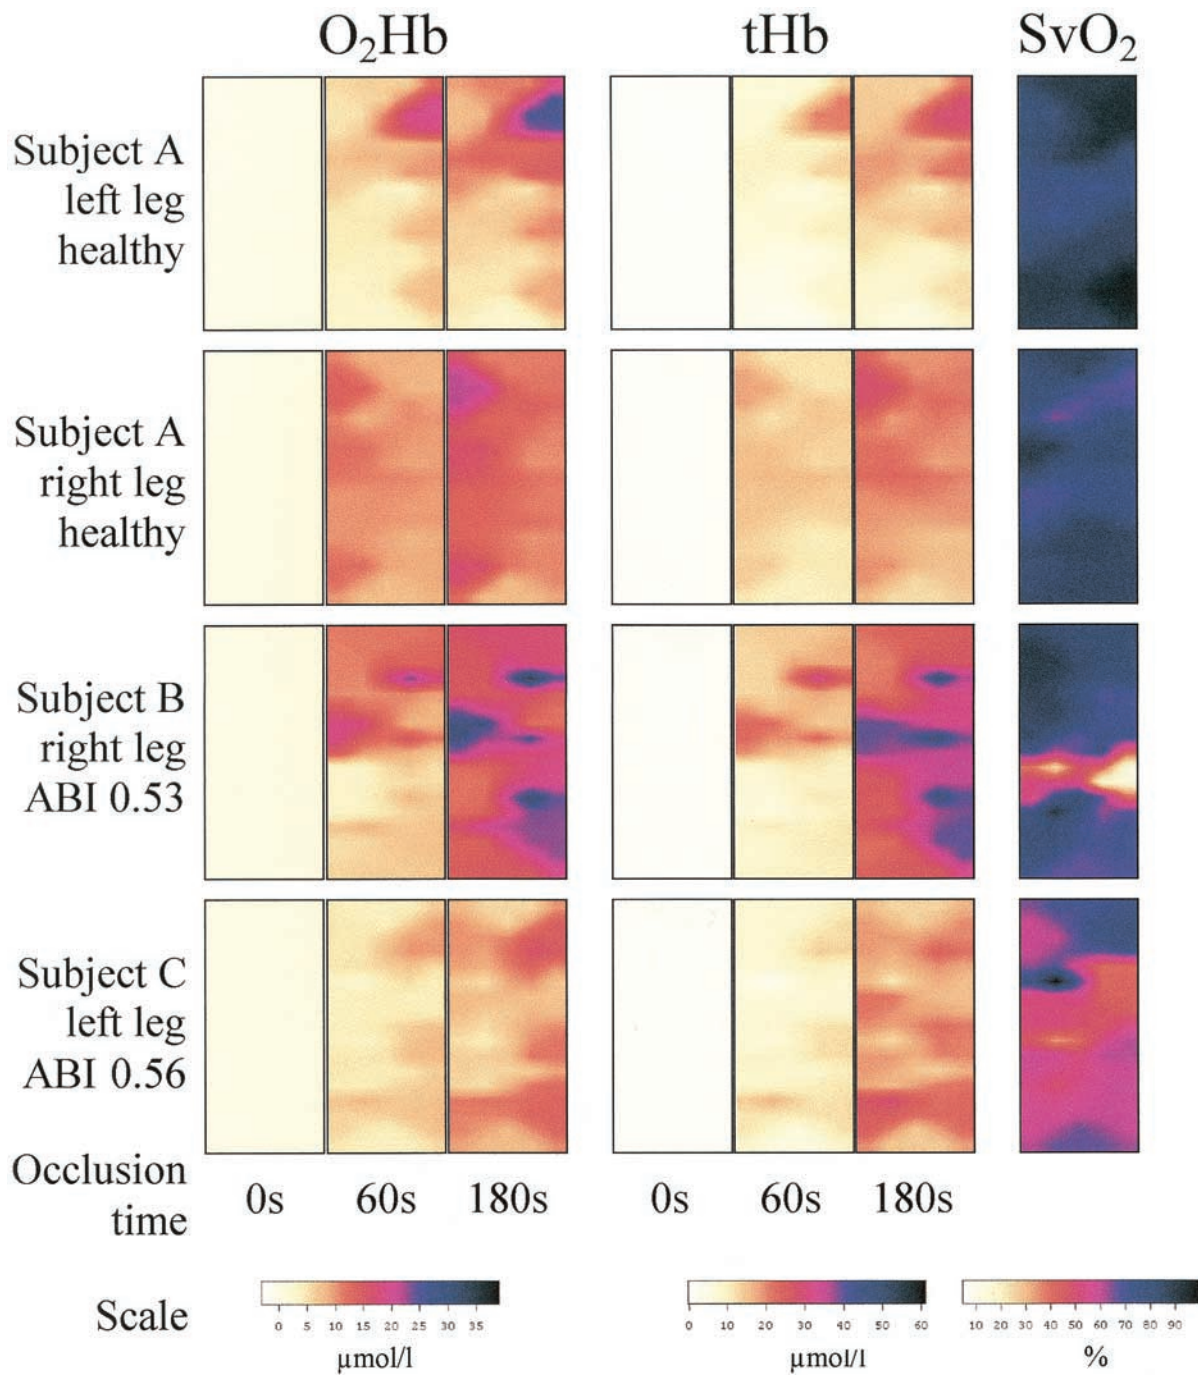 O₂Hb tHb SvO₂
Subject A
left leg
healthy
Subject A
right leg
healthy
Subject B
right leg
ABI 0.53
Subject C
left leg
ABI 0.56
Occlusion
time
0s 60s 180s 0s 60s 180s
Scale
0 5 10 15 20 25 30 35
µmol/l
0 10 20 30 40 50 60
µmol/l
10 20 30 40 50 60 70 80 90
%